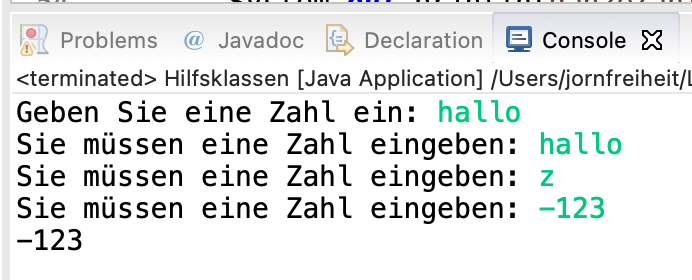 Problems @ Javadoc Declaration Console
<terminated> Hilfsklassen [Java Application] /Users/jornfreiheit/L
Geben Sie eine Zahl ein: hallo
Sie müssen eine Zahl eingeben: hallo
Sie müssen eine Zahl eingeben: z
Sie müssen eine Zahl eingeben: -123
-123